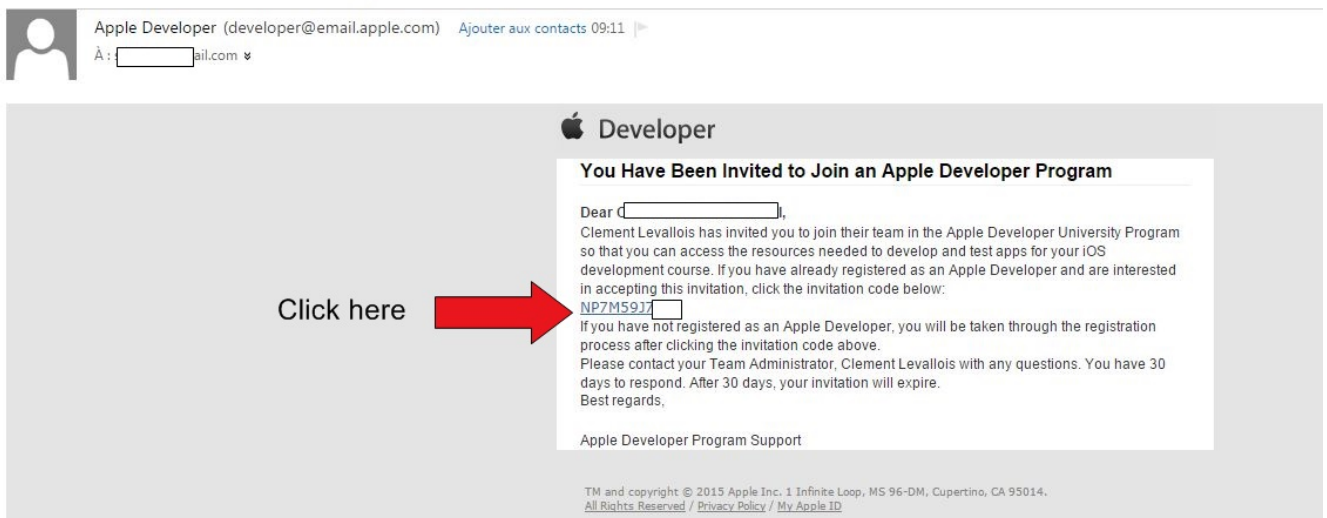 Apple Developer (developer@email.apple.com) Ajouter aux contacts 09:11
À : ail.com
Developer
You Have Been Invited to Join an Apple Developer Program
Dear
Clement Levallois has invited you to join their team in the Apple Developer University Program
so that you can access the resources needed to develop and test apps for your iOS
development course. If you have already registered as an Apple Developer and are interested
in accepting this invitation, click the invitation code below:
Click here
NP7M59J7
If you have not registered as an Apple Developer, you will be taken through the registration
process after clicking the invitation code above.
Please contact your Team Administrator, Clement Levallois with any questions. You have 30
days to respond. After 30 days, your invitation will expire.
Best regards,
Apple Developer Program Support
TM and copyright © 2015 Apple Inc. 1 Infinite Loop, MS 96-DM, Cupertino, CA 95014.
All Rights Reserved / Privacy Policy / My Apple ID